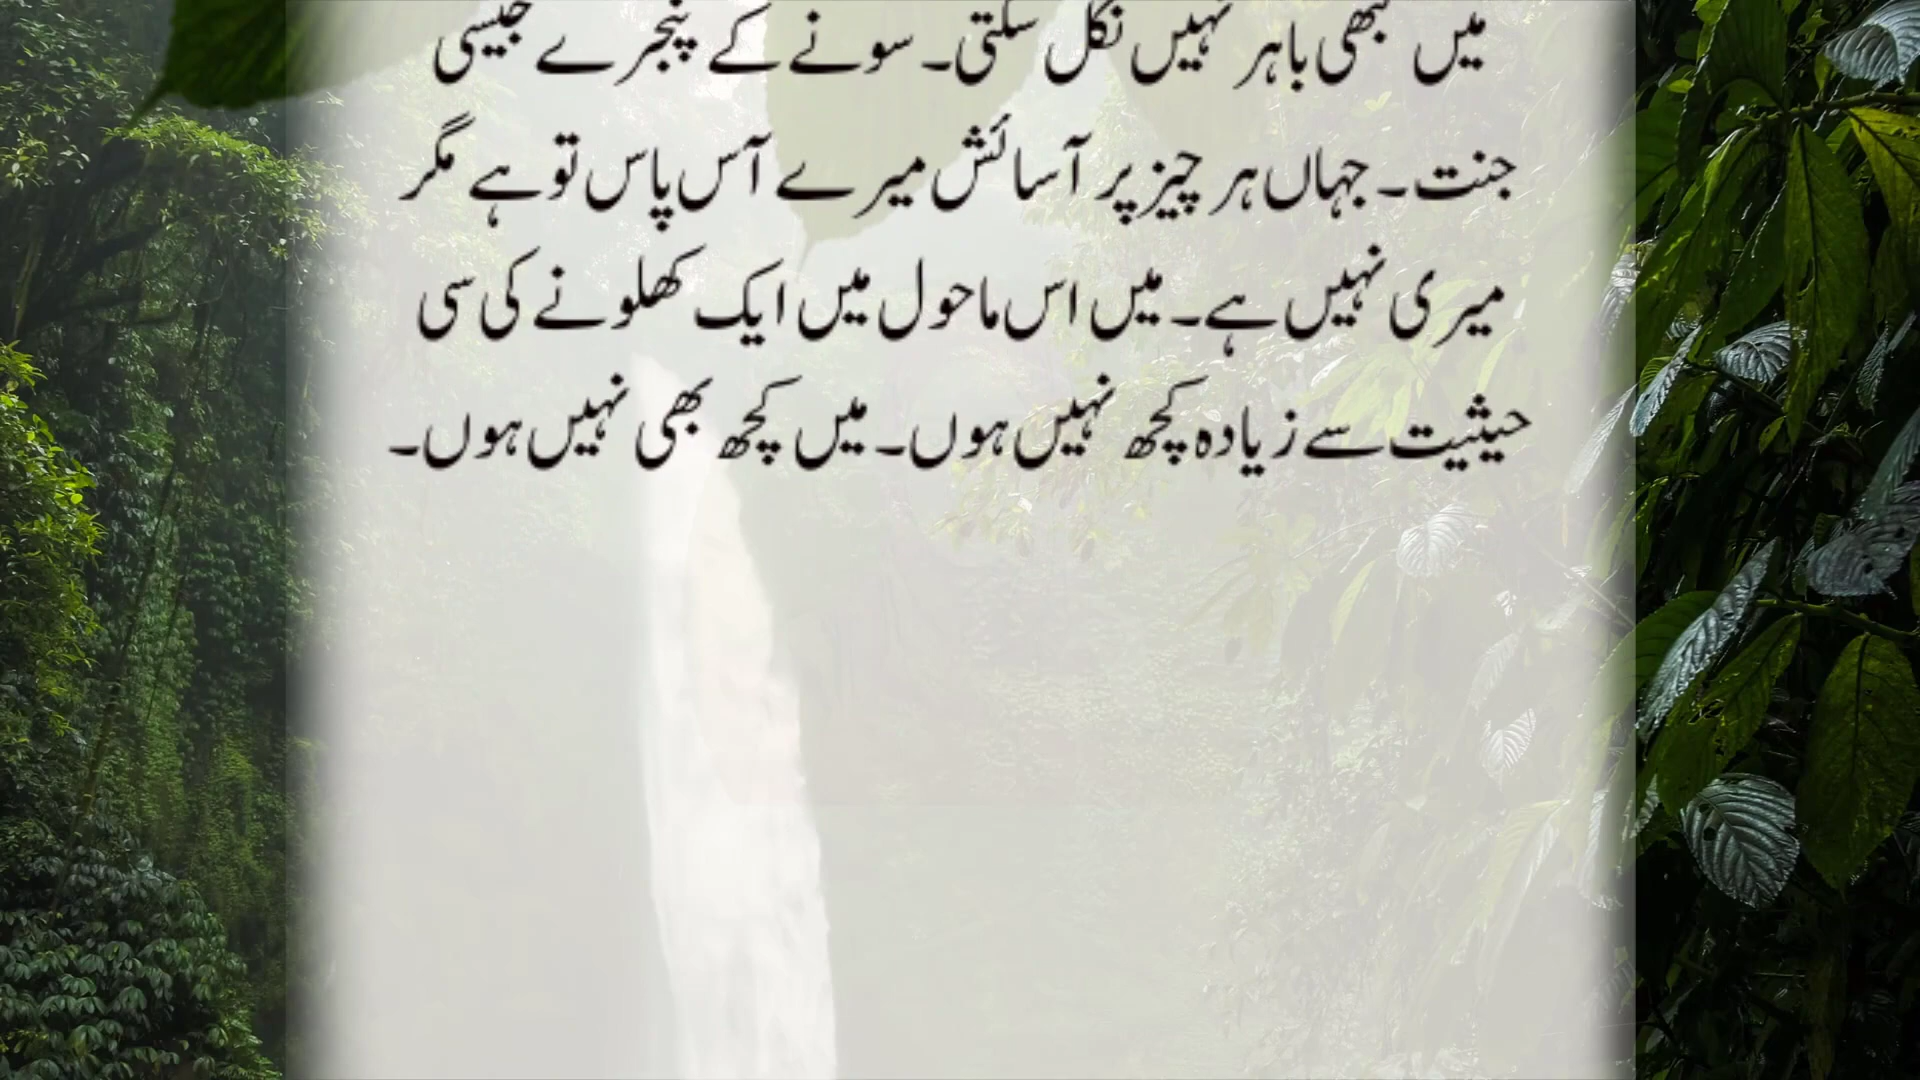 میں کبھی باہر نہیں نکل سکتی۔ سونے کے پنجرے جیسی
جنت۔ جہاں ہر چیز پر آسائش میرے آس پاس تو ہے مگر
میری نہیں ہے۔ میں اس ماحول میں ایک کھلونے کی سی
حیثیت سے زیادہ کچھ نہیں ہوں۔ میں کچھ بھی نہیں ہوں۔